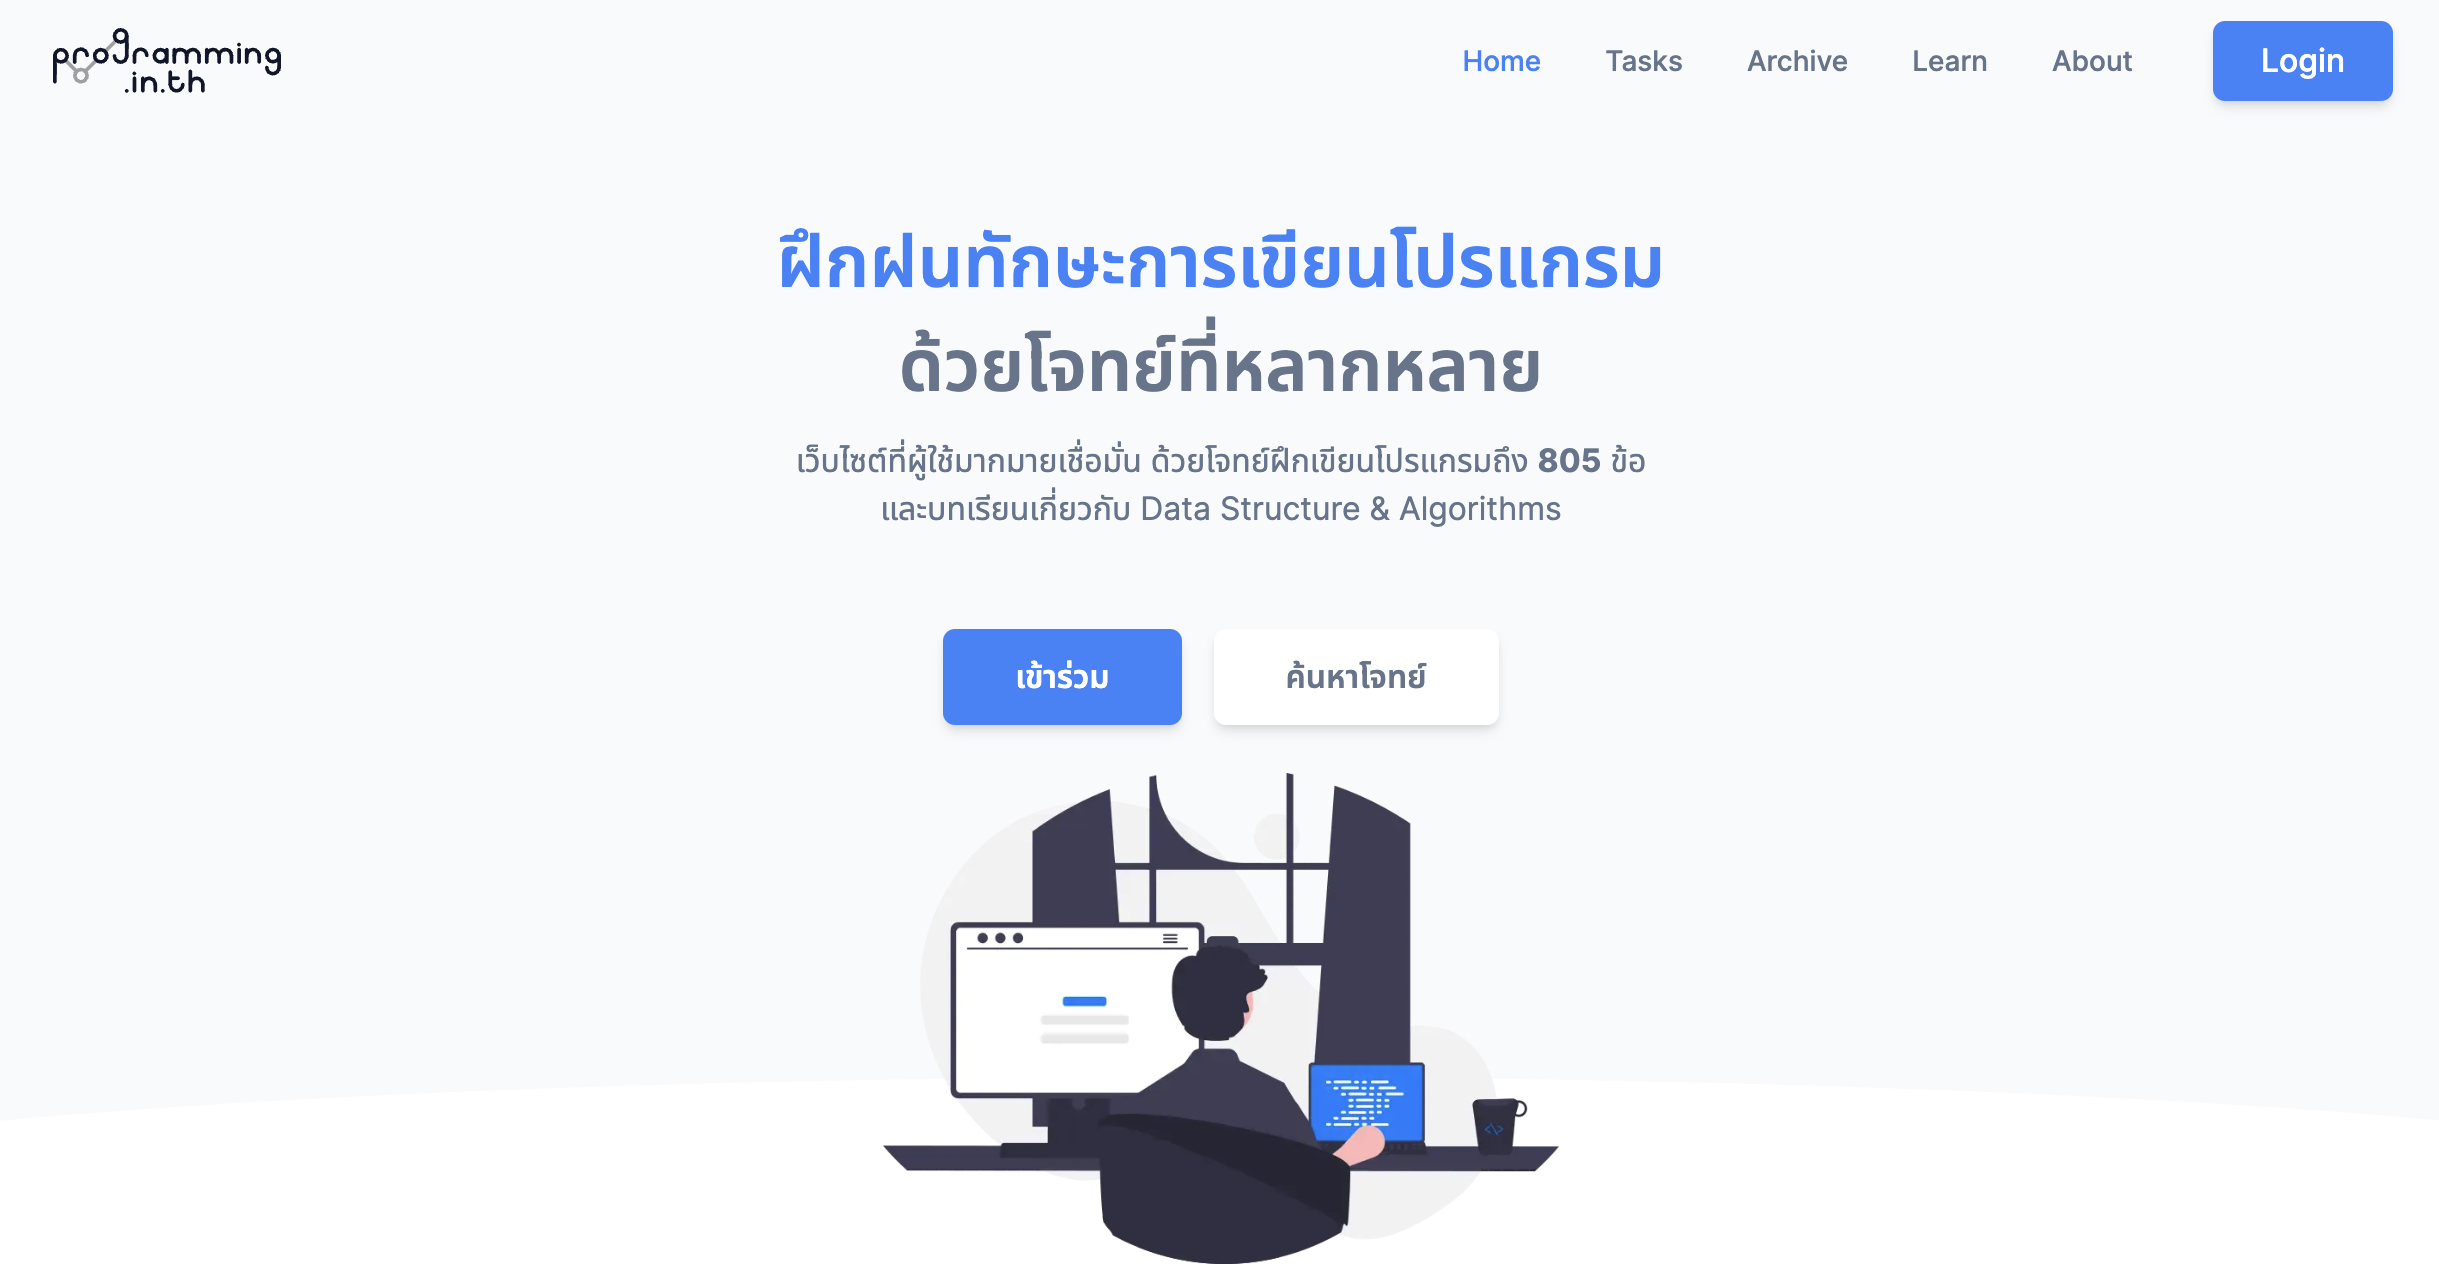 programming
.in.th
Home
Tasks
Archive
Learn
About
Login
ฝึกฝนทักษะการเขียนโปรแกรม
ด้วยโจทย์ที่หลากหลาย
เว็บไซต์ที่ผู้ใช้มากมายเชื่อมั่น ด้วยโจทย์ฝึกเขียนโปรแกรมถึง 805 ข้อ
และบทเรียนเกี่ยวกับ Data Structure & Algorithms
เข้าร่วม
ค้นหาโจทย์